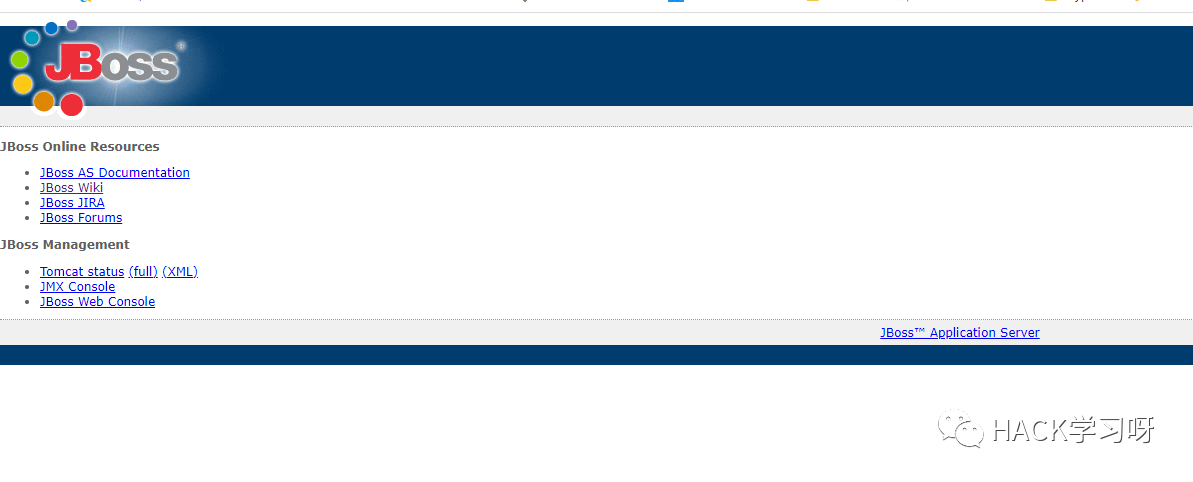 JBoss®
JBoss Online Resources
JBoss AS Documentation
JBoss Wiki
JBoss JIRA
JBoss Forums
JBoss Management
Tomcat status (full) (XML)
JMX Console
JBoss Web Console
JBoss™ Application Server
HACK学习呀